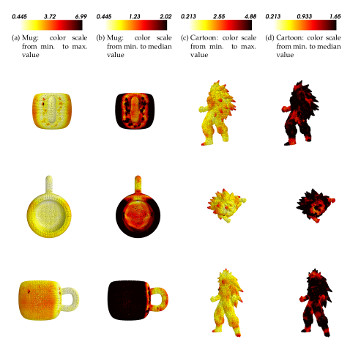 0.445 3.72 6.99
0.445 1.23 2.02
0.213 2.55 4.88
0.213 0.933 1.65
(a) Mug: color scale
from min. to max.
value
(b) Mug: color scale
from min. to median
value
(c) Cartoon: color scale
from min. to max.
value
(d) Cartoon: color scale
from min. to median
value